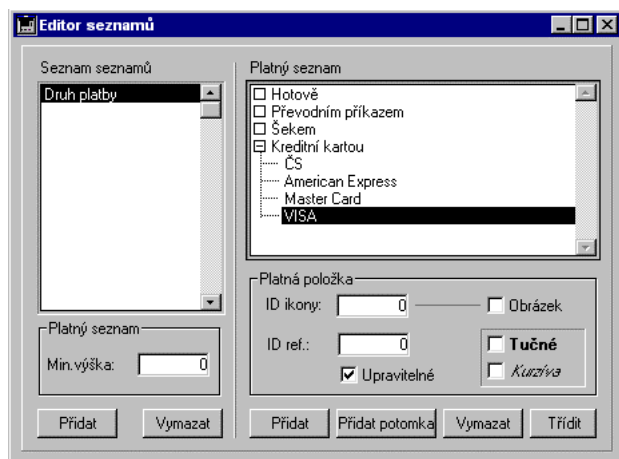 Editor seznamů
Seznam seznamů
Druh platby
Platný seznam
Min.výška: 0
Přidat Vymazat
Platný seznam
Hotově
Převodním příkazem
Šekem
Kreditní kartou
ČS
American Express
Master Card
VISA
Platná položka
ID ikony: 0 Obrázek
ID ref.: 0 Tučné
Upravitelné Kurzíva
Přidat Přidat potomka Vymazat Třídit